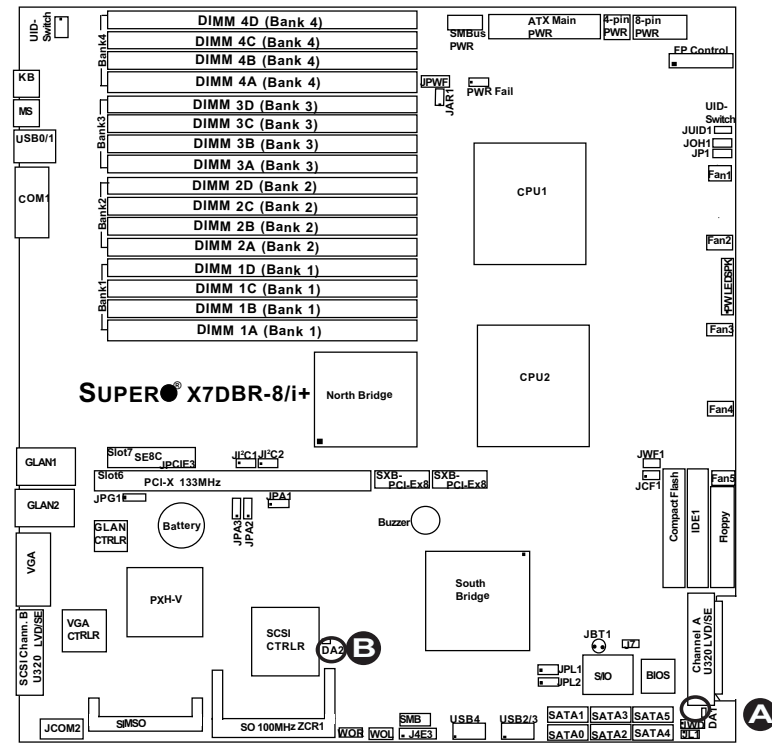 UID-
Switch
KB
MS
USB0/1
COM1
Bank4
Bank3
Bank2
Bank1
DIMM 4D (Bank 4)
DIMM 4C (Bank 4)
DIMM 4B (Bank 4)
DIMM 4A (Bank 4)
DIMM 3D (Bank 3)
DIMM 3C (Bank 3)
DIMM 3B (Bank 3)
DIMM 3A (Bank 3)
DIMM 2D (Bank 2)
DIMM 2C (Bank 2)
DIMM 2B (Bank 2)
DIMM 2A (Bank 2)
DIMM 1D (Bank 1)
DIMM 1C (Bank 1)
DIMM 1B (Bank 1)
DIMM 1A (Bank 1)
SMBus
PWR
ATX Main
PWR
4-pin
PWR
8-pin
PWR
FP Control
JPWF
JAR1
PWR Fail
UID-
Switch
JUID1
JOH1
JP1
Fan1
CPU1
Fan2
PWLEDSPK
Fan3
CPU2
Fan4
SUPER® X7DBR-8/i+
North Bridge
GLAN1
GLAN2
VGA
SCSI Chann. B
U320 LVD/SE
Slot7
SE8C
JPCIE3
JI²C1
JI²C2
Slot6
PCI-X 133MHz
SXB-
PCI-Ex8
SXB-
PCI-Ex8
JWF1
JCF1
Fan5
JPG1
JPA3
JPA2
JPA1
GLAN
CTRLR
Battery
Buzzer
Compact Flash
IDE1
Floppy
PXH-V
VGA
CTRLR
SCSI
CTRLR
DA2
B
South
Bridge
JBT1
J7
Channel A
U320 LVD/SE
JPL1
JPL2
S/IO
BIOS
DA1
A
JCOM2
SIMSO
SO 100MHz ZCR1
WOR
WOL
SMB
J4E3
USB4
USB2/3
SATA1
SATA3
SATA5
SATA0
SATA2
SATA4
JWD
JL1